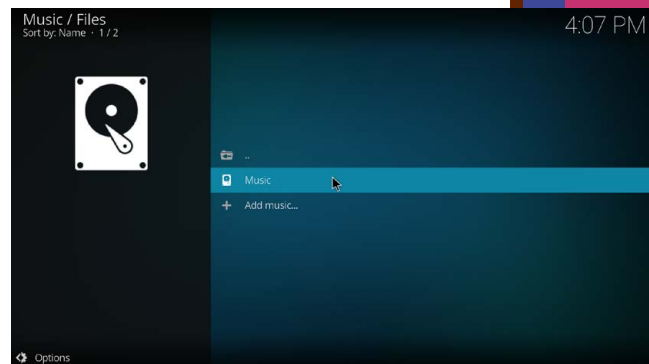 Music / Files
Sort by: Name · 1 / 2
4:07 PM
..
Music
Add music...
Options